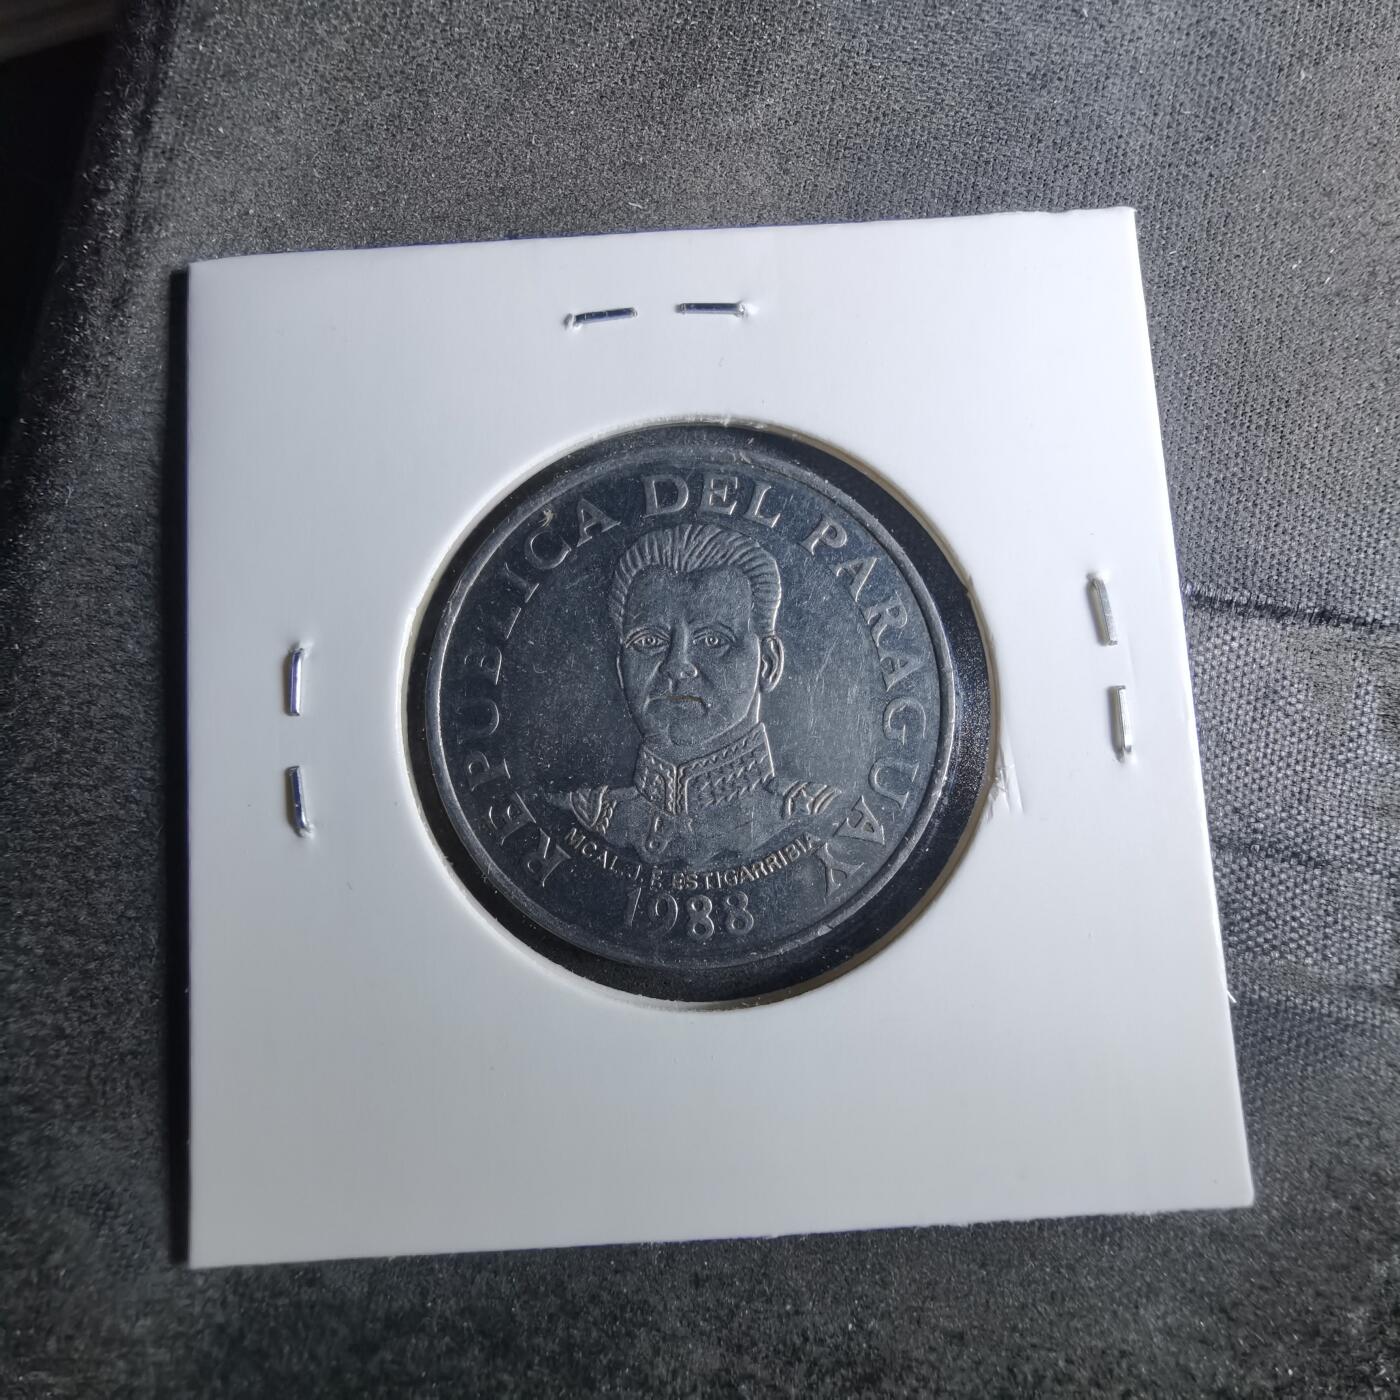 REPUBLICA DEL PARAGUAY
MCAL. J. F. ESTIGARRIBIA
1988